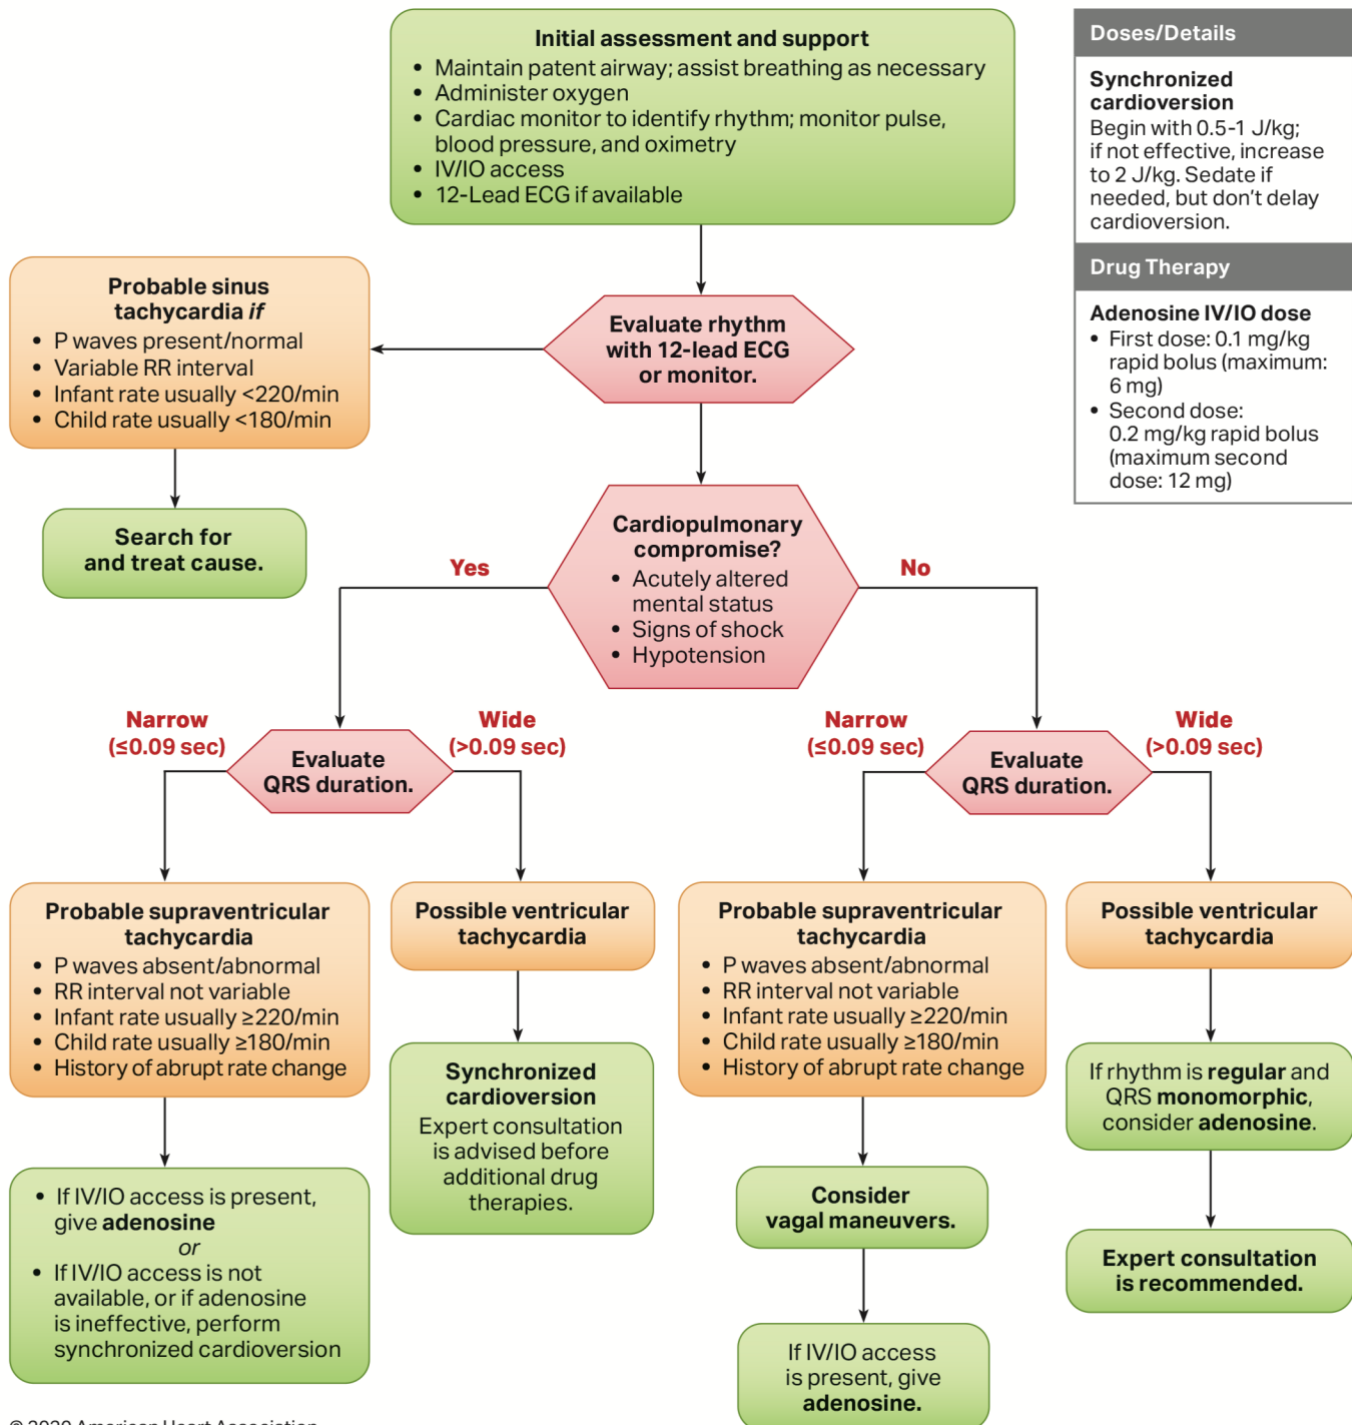 Initial assessment and support
• Maintain patent airway; assist breathing as necessary
• Administer oxygen
• Cardiac monitor to identify rhythm; monitor pulse,
blood pressure, and oximetry
• IV/IO access
• 12-Lead ECG if available
Doses/Details
Synchronized
cardioversion
Begin with 0.5-1 J/kg;
if not effective, increase
to 2 J/kg. Sedate if
needed, but don't delay
cardioversion.
Drug Therapy
Adenosine IV/IO dose
• First dose: 0.1 mg/kg
rapid bolus (maximum:
6 mg)
• Second dose:
0.2 mg/kg rapid bolus
(maximum second
dose: 12 mg)
Probable sinus
tachycardia if
• P waves present/normal
• Variable RR interval
• Infant rate usually <220/min
• Child rate usually <180/min
Evaluate rhythm
with 12-lead ECG
or monitor.
Search for
and treat cause.
Cardiopulmonary
compromise?
• Acutely altered
mental status
• Signs of shock
• Hypotension
Yes
No
Narrow
(≤0.09 sec)
Evaluate
QRS duration.
Wide
(>0.09 sec)
Narrow
(≤0.09 sec)
Evaluate
QRS duration.
Wide
(>0.09 sec)
Probable supraventricular
tachycardia
• P waves absent/abnormal
• RR interval not variable
• Infant rate usually ≥220/min
• Child rate usually ≥180/min
• History of abrupt rate change
Possible ventricular
tachycardia
Probable supraventricular
tachycardia
• P waves absent/abnormal
• RR interval not variable
• Infant rate usually ≥220/min
• Child rate usually ≥180/min
• History of abrupt rate change
Possible ventricular
tachycardia
• If IV/IO access is present,
give adenosine
or
• If IV/IO access is not
available, or if adenosine
is ineffective, perform
synchronized cardioversion
Synchronized
cardioversion
Expert consultation
is advised before
additional drug
therapies.
Consider
vagal maneuvers.
If IV/IO access
is present, give
adenosine.
If rhythm is regular and
QRS monomorphic,
consider adenosine.
Expert consultation
is recommended.
© 2020 American Heart Association